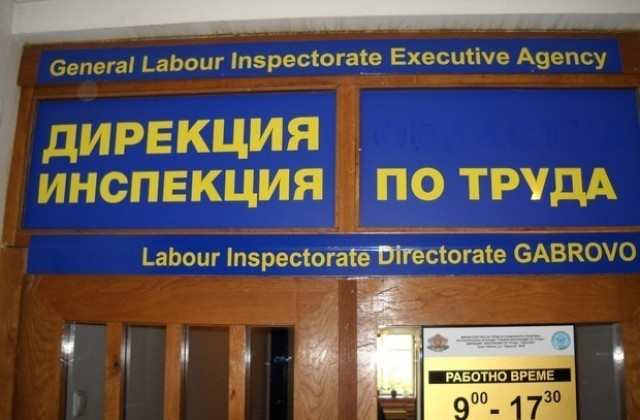 General Labour Inspectorate Executive Agency
ДИРЕКЦИЯ
ИНСПЕКЦИЯ ПО ТРУДА
Labour Inspectorate Directorate GABROVO
РАБОТНО ВРЕМЕ
9⁰⁰ - 17³⁰